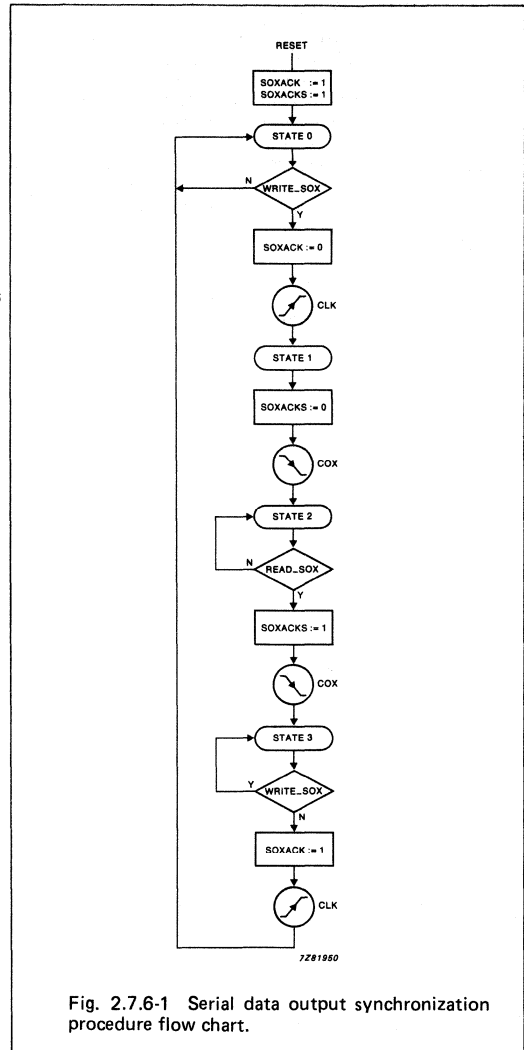 RESET
SOXACK := 1
SOXACKS := 1
STATE 0
N
WRITE_SOX
Y
SOXACK := 0
CLK
STATE 1
SOXACKS := 0
COX
STATE 2
N
READ_SOX
Y
SOXACKS := 1
COX
STATE 3
Y
WRITE_SOX
N
SOXACK := 1
CLK
7Z81950
Fig. 2.7.6-1 Serial data output synchronization
procedure flow chart.